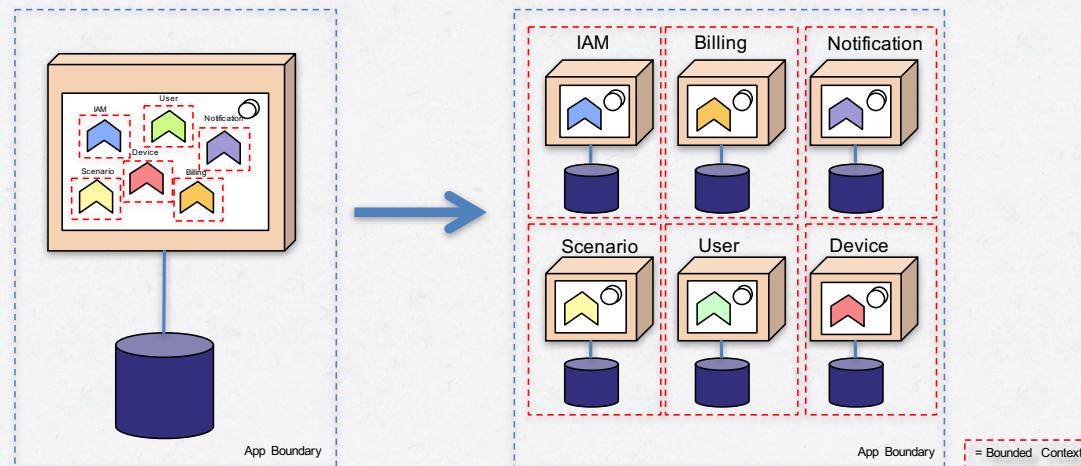 IAM
User
Notification
Device
Scenario
Billing
App Boundary
IAM
Billing
Notification
Scenario
User
Device
App Boundary
= Bounded Context